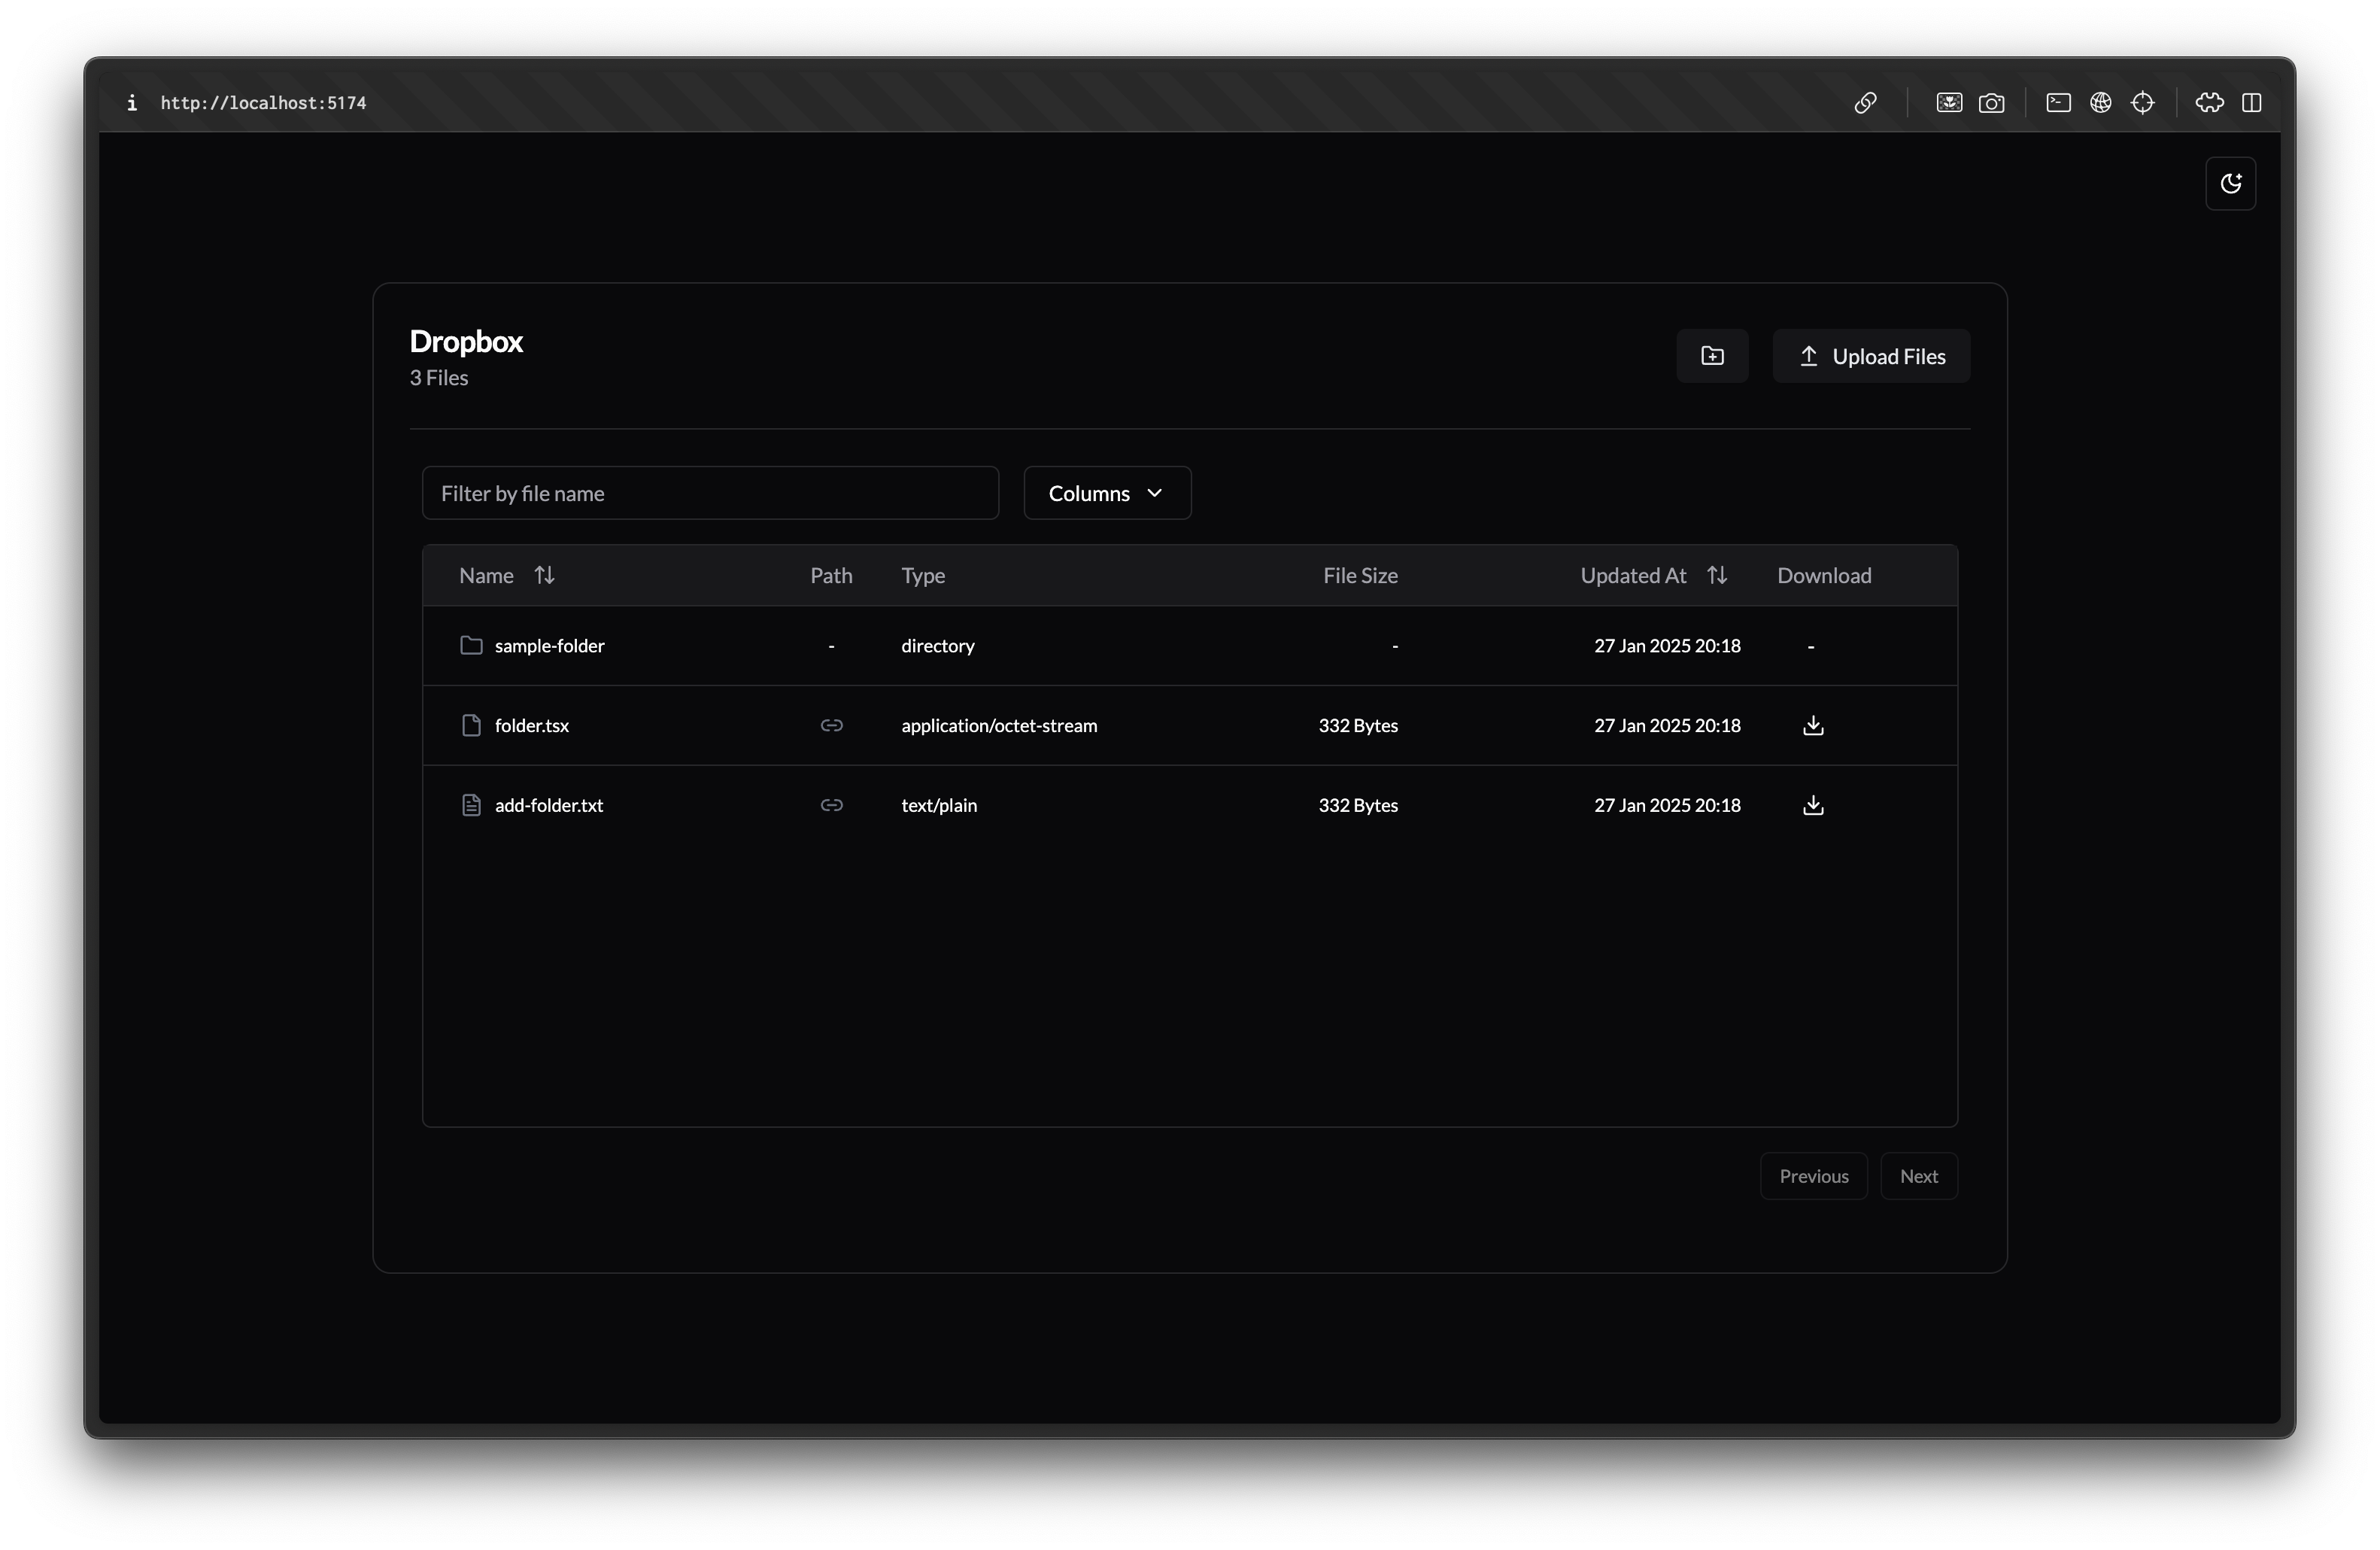 i http://localhost:5174
Dropbox
3 Files
Upload Files
Filter by file name
Columns
Name Path Type File Size Updated At Download
sample-folder - directory - 27 Jan 2025 20:18 -
folder.tsx application/octet-stream 332 Bytes 27 Jan 2025 20:18
add-folder.txt text/plain 332 Bytes 27 Jan 2025 20:18
Previous Next